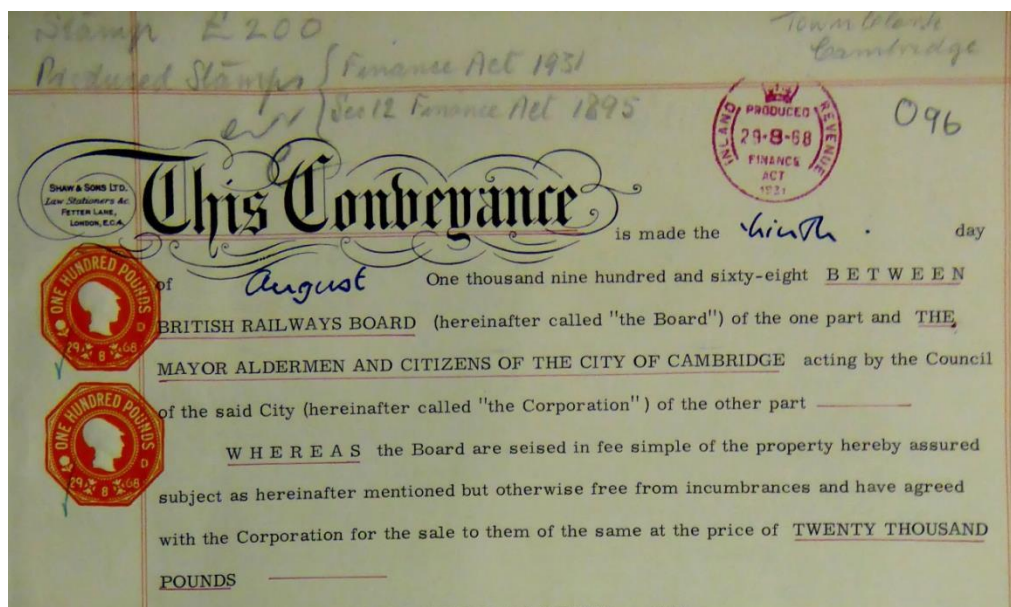 Stamp £200
Town Clerk
Cambridge
Produced Stamps
Finance Act 1931
Sec 12 Finance Act 1895
INLAND REVENUE
PRODUCED
29·8·68
FINANCE
ACT
1931
096
SHAW & SONS LTD.
Law Stationers &c.
FETTER LANE,
LONDON, E.C.4.
This Conveyance
is made the ninth . day
of August One thousand nine hundred and sixty-eight BETWEEN
BRITISH RAILWAYS BOARD (hereinafter called "the Board") of the one part and THE
MAYOR ALDERMEN AND CITIZENS OF THE CITY OF CAMBRIDGE acting by the Council
of the said City (hereinafter called "the Corporation") of the other part
WHEREAS the Board are seised in fee simple of the property hereby assured
subject as hereinafter mentioned but otherwise free from incumbrances and have agreed
with the Corporation for the sale to them of the same at the price of TWENTY THOUSAND
POUNDS
ONE HUNDRED POUNDS
D
29 8 68
ONE HUNDRED POUNDS
D
29 8 68